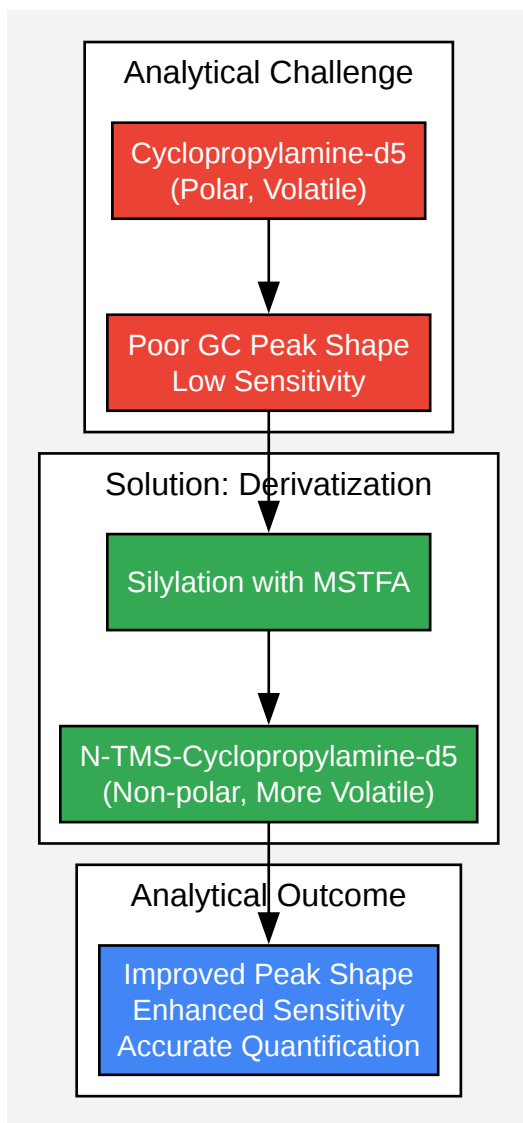 Analytical Challenge
Cyclopropylamine-d5
(Polar, Volatile)
Poor GC Peak Shape
Low Sensitivity
Solution: Derivatization
Silylation with MSTFA
N-TMS-Cyclopropylamine-d5
(Non-polar, More Volatile)
Analytical Outcome
Improved Peak Shape
Enhanced Sensitivity
Accurate Quantification